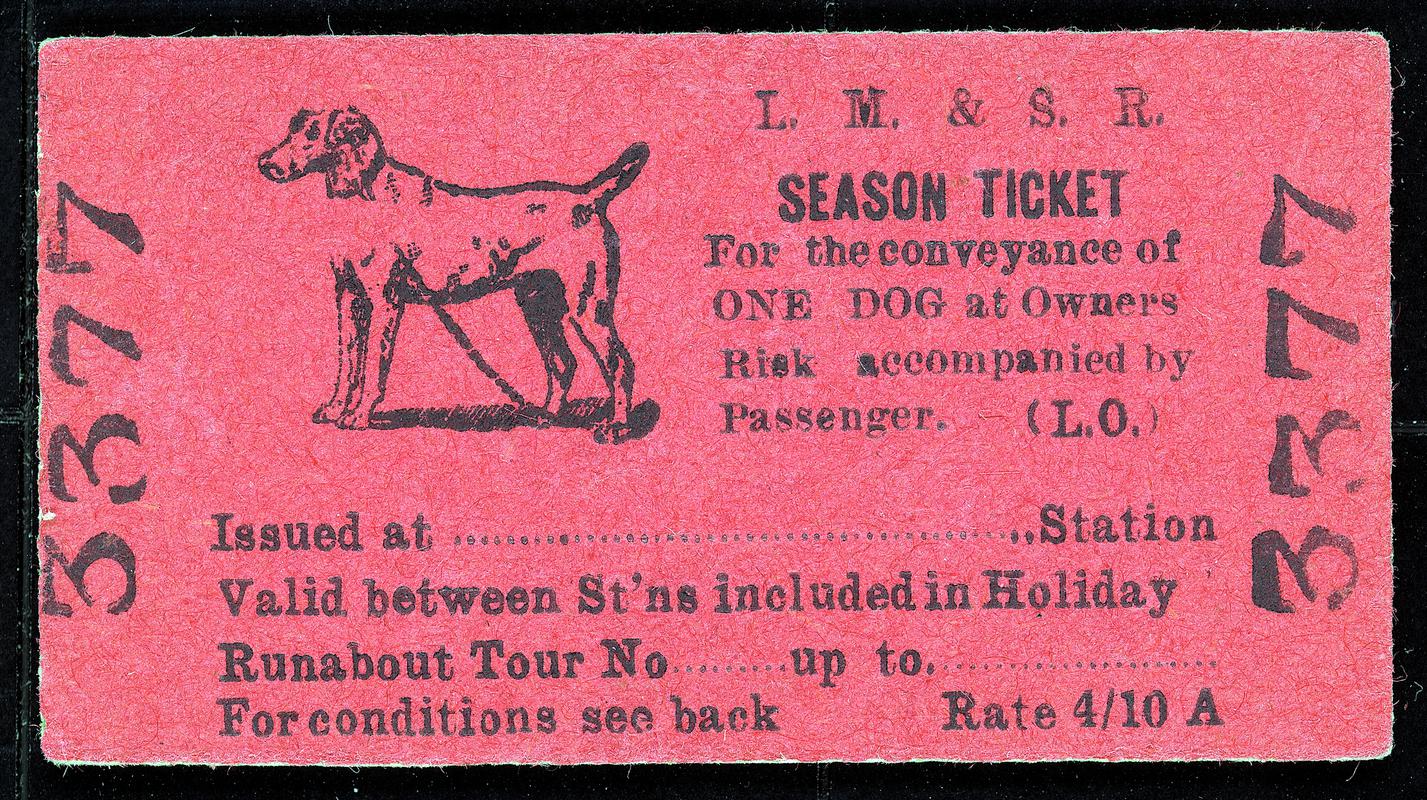 L. M. & S. R.
SEASON TICKET
For the conveyance of
ONE DOG at Owners
Risk accompanied by
Passenger. (L.O.)
Issued at ....................Station
Valid between St'ns included in Holiday
Runabout Tour No........up to....................
For conditions see back Rate 4/10 A
3377
3377